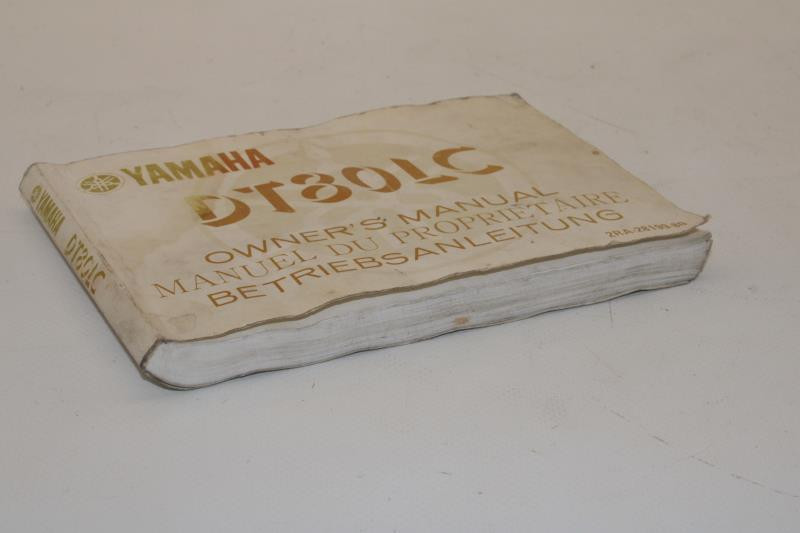 YAMAHA
DT80LC
OWNER'S MANUAL
MANUEL DU PROPRIETAIRE
BETRIEBSANLEITUNG
YAMAHA DT80LC